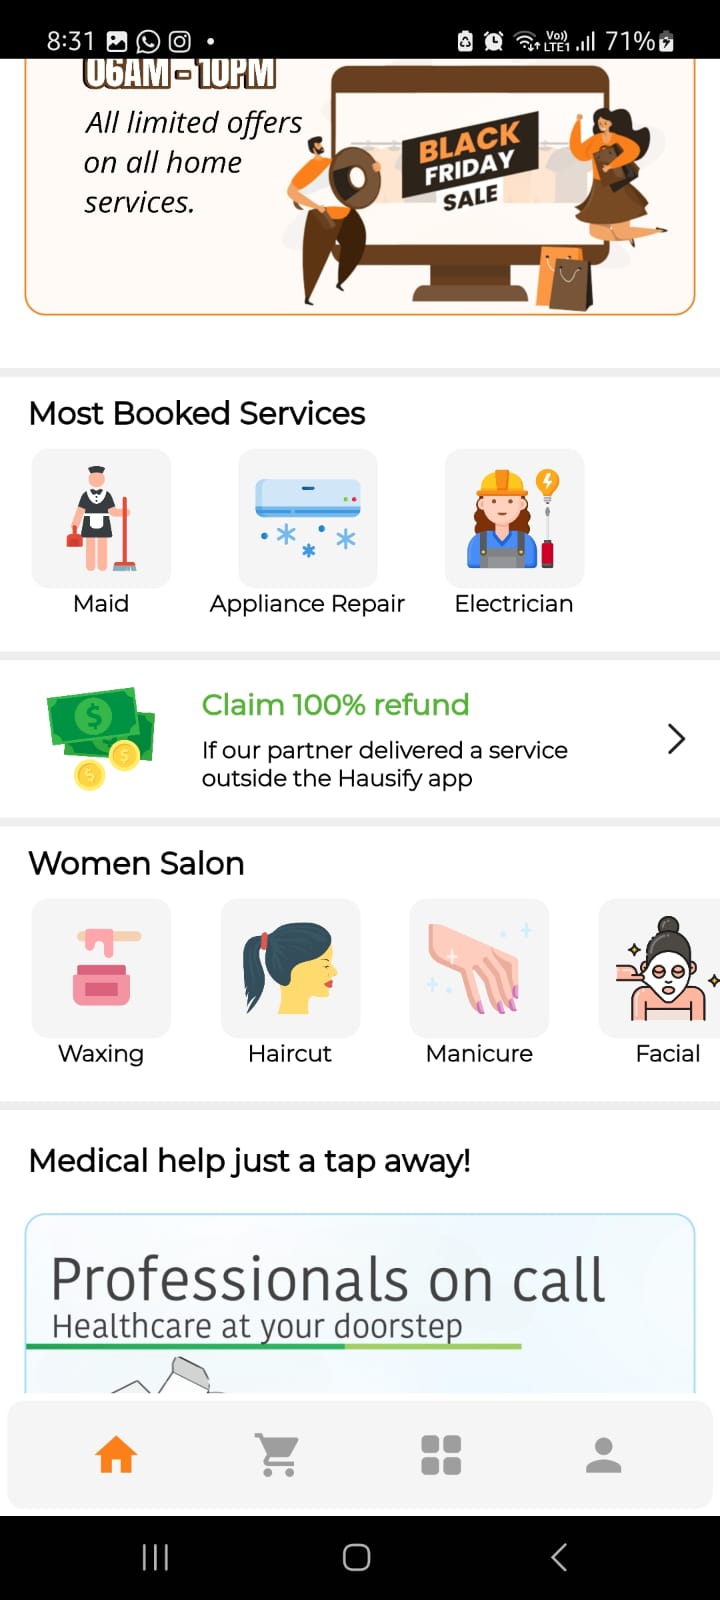 8:31
Vo))
LTE1
71%
06AM - 10PM
All limited offers
on all home
services.
BLACK
FRIDAY
SALE
Most Booked Services
Maid
Appliance Repair
Electrician
Claim 100% refund
If our partner delivered a service
outside the Hausify app
Women Salon
Waxing
Haircut
Manicure
Facial
Medical help just a tap away!
Professionals on call
Healthcare at your doorstep